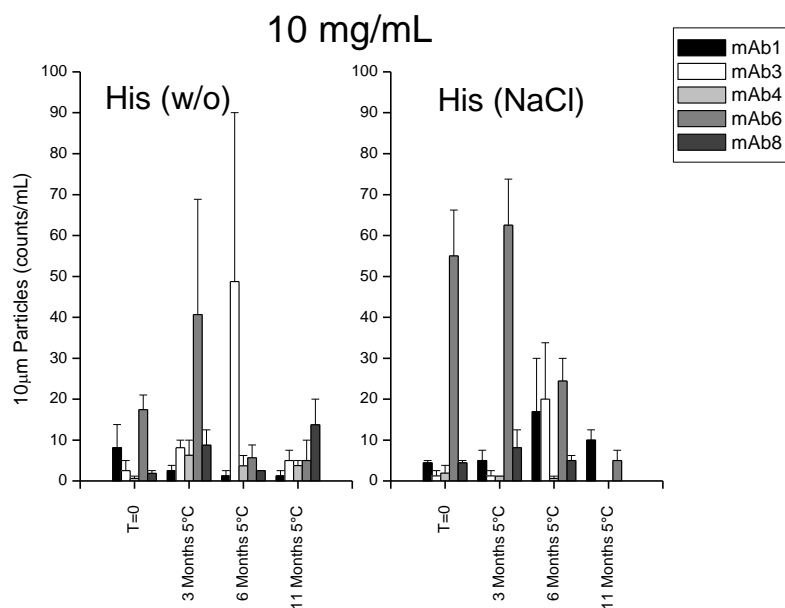 10 mg/mL
mAb1
mAb3
mAb4
mAb6
mAb8
His (w/o)
His (NaCl)
10μm Particles (counts/mL)
100
90
80
70
60
50
40
30
20
10
0
T=0
3 Months 5°C
6 Months 5°C
11 Months 5°C
100
90
80
70
60
50
40
30
20
10
0
T=0
3 Months 5°C
6 Months 5°C
11 Months 5°C